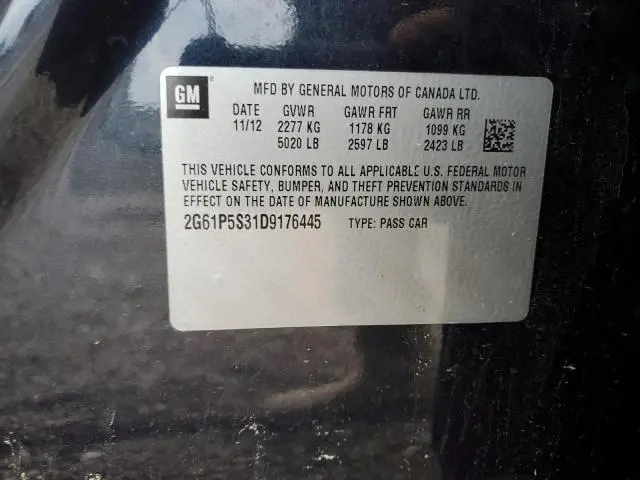 GM
MFD BY GENERAL MOTORS OF CANADA LTD.
DATE GVWR GAWR FRT GAWR RR
11/12 2277 KG 1178 KG 1099 KG
5020 LB 2597 LB 2423 LB
THIS VEHICLE CONFORMS TO ALL APPLICABLE U.S. FEDERAL MOTOR
VEHICLE SAFETY, BUMPER, AND THEFT PREVENTION STANDARDS IN
EFFECT ON THE DATE OF MANUFACTURE SHOWN ABOVE.
2G61P5S31D9176445 TYPE: PASS CAR